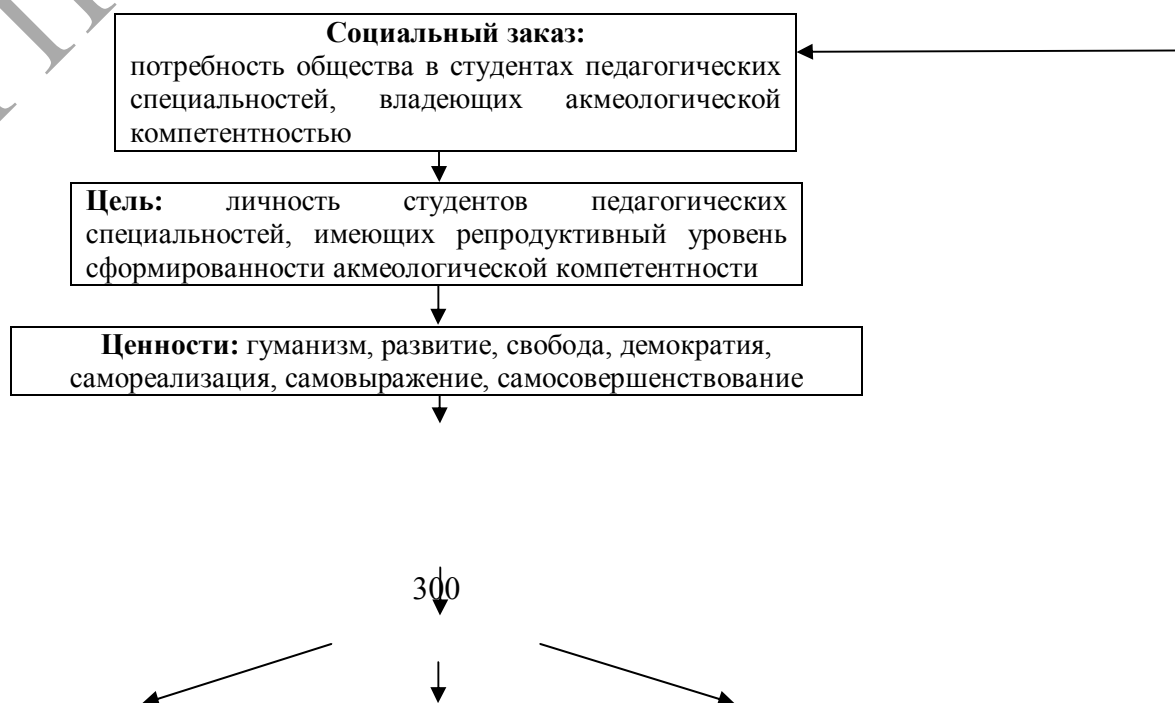 Социальный заказ:
потребность общества в студентах педагогических
специальностей, владеющих акмеологической
компетентностью
Цель: личность студентов педагогических
специальностей, имеющих репродуктивный уровень
сформированности акмеологической компетентности
Ценности: гуманизм, развитие, свобода, демократия,
самореализация, самовыражение, самосовершенствование
300